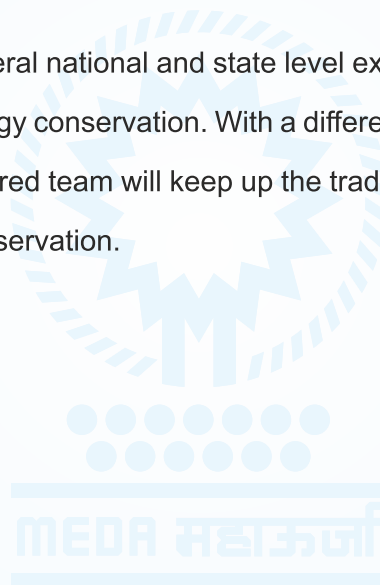 eral national and state level ex
gy conservation. With a differe
red team will keep up the trad
servation.
MEDA महाऊर्जा